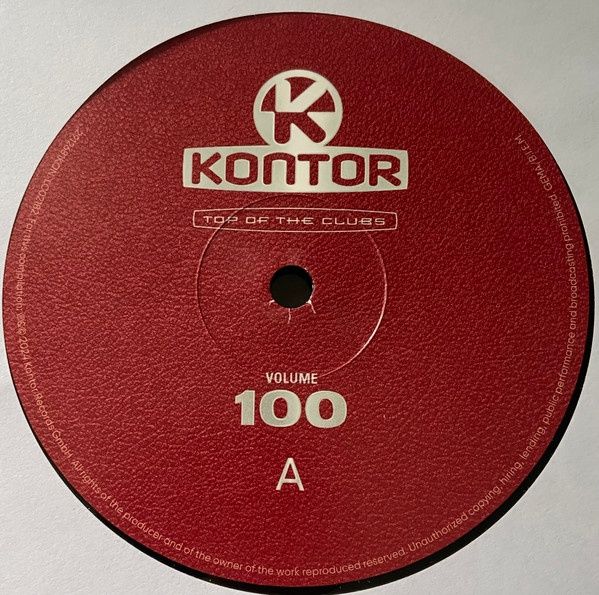 K
KONTOR
TOP OF THE CLUBS
VOLUME
100
A
Kontor Records GmbH. All rights of the producer and of the owner of the work reproduced reserved. Unauthorized copying, hiring, lending, public performance and broadcasting prohibited. GEMA/BIEM